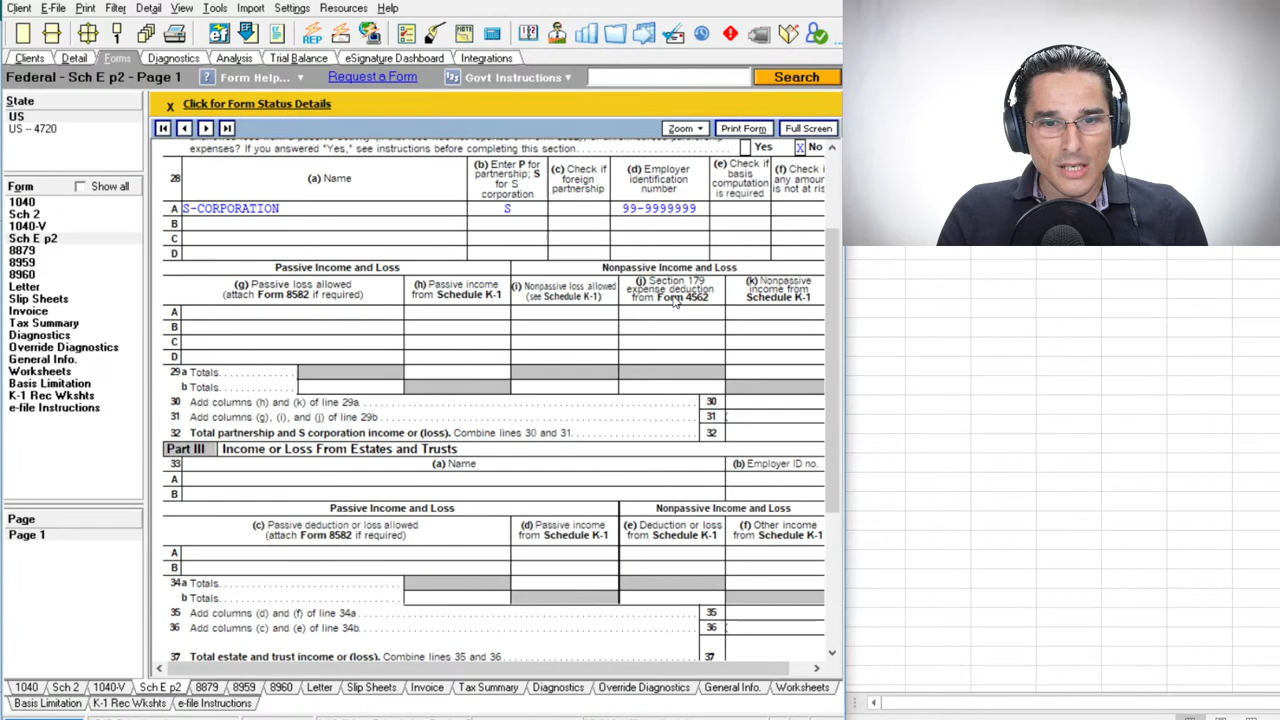 Client E-File Print Filter Detail View Tools Import Settings Resources Help
Clients Detail Forms Diagnostics Analysis Trial Balance eSignature Dashboard Integrations
Federal - Sch E p2 - Page 1 ? Form Help... Request a Form Govt Instructions Search
State
US
US -- 4720
Form Show all
1040
Sch 2
1040-V
Sch E p2
8879
8959
8960
Letter
Slip Sheets
Invoice
Tax Summary
Diagnostics
Override Diagnostics
General Info.
Worksheets
Basis Limitation
K-1 Rec Wkshts
e-file Instructions
Page
Page 1
X Click for Form Status Details
Zoom Print Form Full Screen
expenses? If you answered "Yes," see instructions before completing this section. Yes X No
28 (a) Name (b) Enter P for partnership; S for S corporation (c) Check if foreign partnership (d) Employer identification number (e) Check if basis computation is required (f) Check if any amount is not at risk
A S-CORPORATION S 99-9999999
B
C
D
Passive Income and Loss Nonpassive Income and Loss
(g) Passive loss allowed (attach Form 8582 if required) (h) Passive income from Schedule K-1 (i) Nonpassive loss allowed (see Schedule K-1) (j) Section 179 expense deduction from Form 4562 (k) Nonpassive income from Schedule K-1
A
B
C
D
29a Totals
b Totals
30 Add columns (h) and (k) of line 29a 30
31 Add columns (g), (i), and (j) of line 29b 31 (
32 Total partnership and S corporation income or (loss). Combine lines 30 and 31 32
Part III Income or Loss From Estates and Trusts
33 (a) Name (b) Employer ID no.
A
B
Passive Income and Loss Nonpassive Income and Loss
(c) Passive deduction or loss allowed (attach Form 8582 if required) (d) Passive income from Schedule K-1 (e) Deduction or loss from Schedule K-1 (f) Other income from Schedule K-1
A
B
34a Totals
b Totals
35 Add columns (d) and (f) of line 34a 35
36 Add columns (c) and (e) of line 34b 36 (
37 Total estate and trust income or (loss). Combine lines 35 and 36 37
1040 Sch 2 1040-V Sch E p2 8879 8959 8960 Letter Slip Sheets Invoice Tax Summary Diagnostics Override Diagnostics General Info. Worksheets
Basis Limitation K-1 Rec Wkshts e-file Instructions